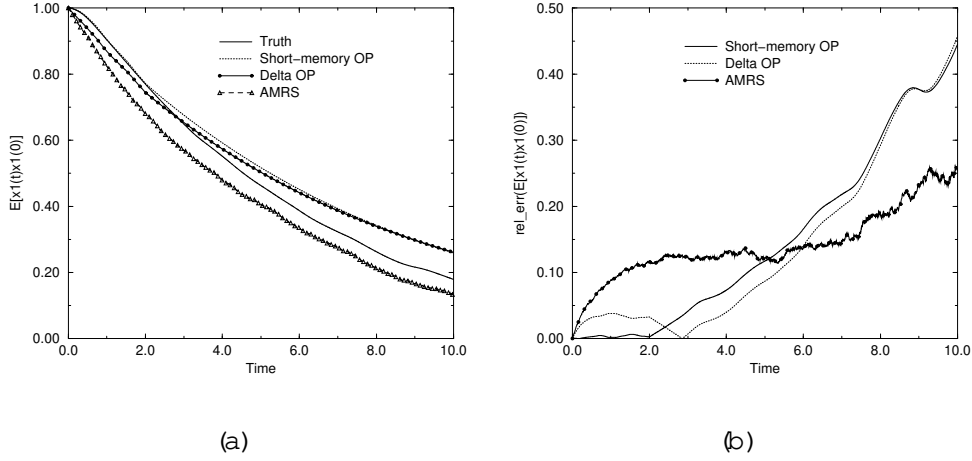 1.00
0.80
0.60
0.40
0.20
0.00
E[x1(t)x1(0)]
Truth
Short−memory OP
Delta OP
AMRS
0.0 2.0 4.0 6.0 8.0 10.0
Time
(a)
0.50
0.40
0.30
0.20
0.10
0.00
rel_err(E[x1(t)x1(0)])
Short−memory OP
Delta OP
AMRS
0.0 2.0 4.0 6.0 8.0 10.0
Time
(b)